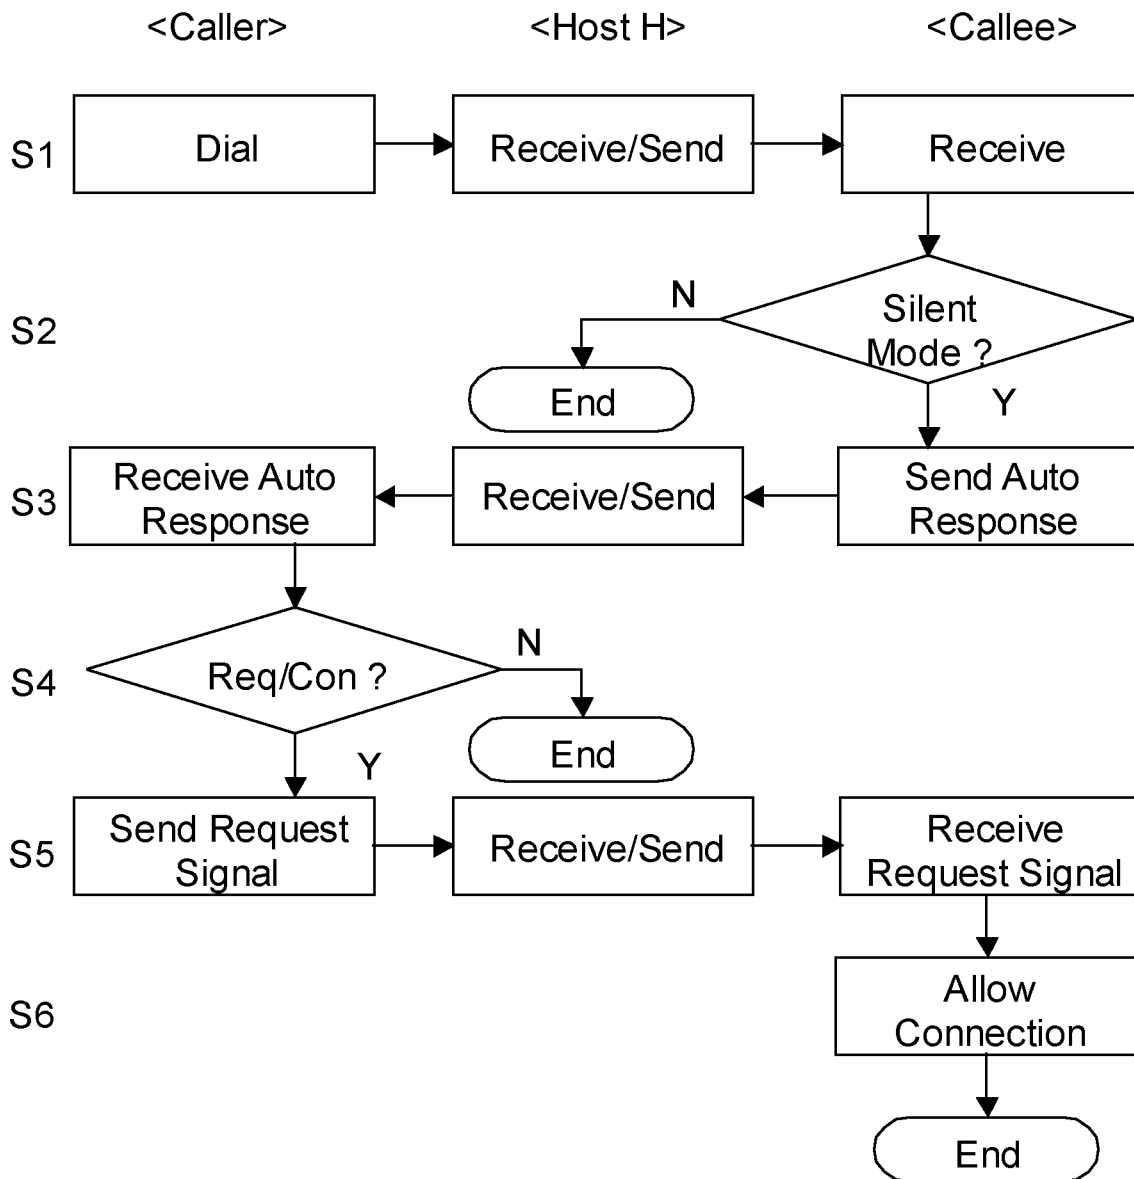 <Caller> <Host H> <Callee>
S1 Dial Receive/Send Receive
S2 N Silent
Mode ?
End Y
S3 Receive Auto
Response Receive/Send Send Auto
Response
S4 Req/Con ? N
End
Y
S5 Send Request
Signal Receive/Send Receive
Request Signal
S6 Allow
Connection
End